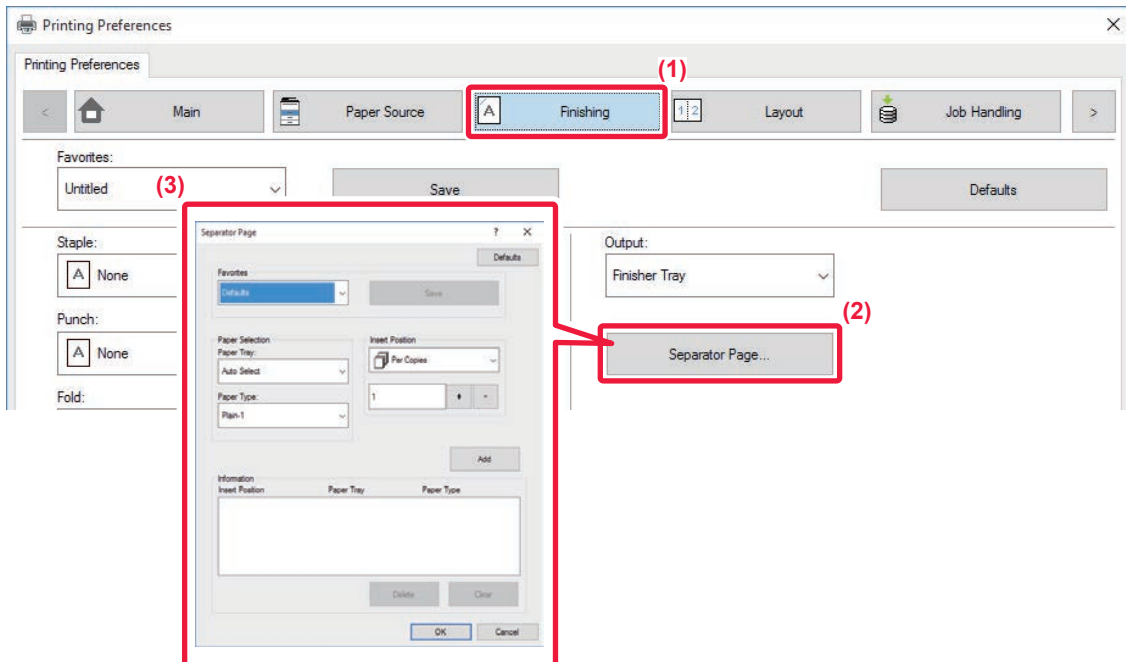 Printing Preferences
Printing Preferences
(1)
< Main Paper Source A Finishing 1 2 Layout Job Handling >
Favorites:
Untitled Save Defaults
(3)
Staple:
A None
Punch:
A None
Fold:
Separator Page ? ×
Defaults
Favorites
Defaults Save
Paper Selection
Paper Tray:
Auto Select
Paper Type:
Plain-1
Insert Position
Per Copies
1 + -
Add
Information
Insert Position Paper Tray Paper Type
Delete Clear
OK Cancel
Output:
Finisher Tray
(2)
Separator Page...